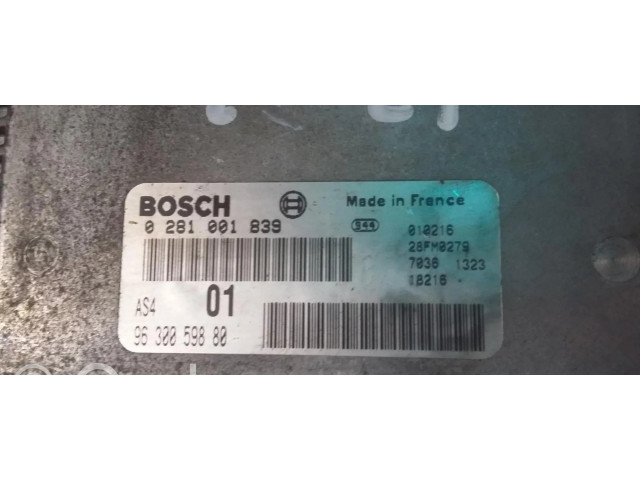 BOSCH
Made in France
0 281 001 839
944
010216
28FM0279
7036 1323
18216 -
AS4 01
96 300 598 80